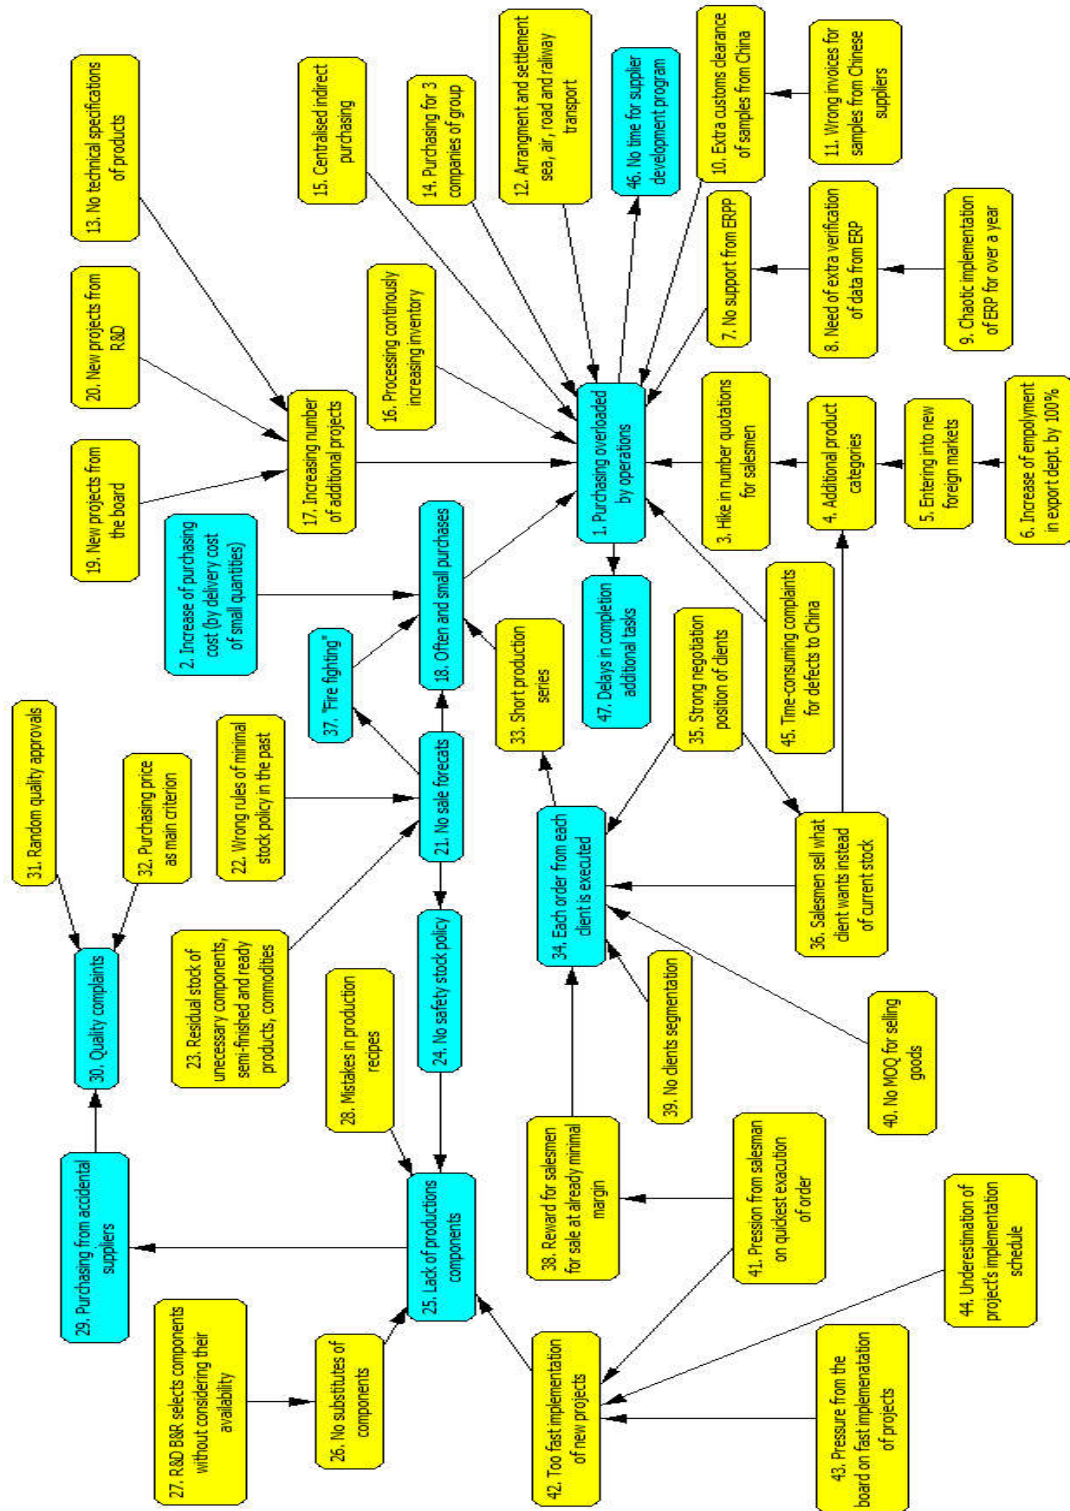 27. R&D B&R selects components
without considering their
availability
29. Purchasing from accidental
suppliers
30. Quality complaints
31. Random quality approvals
32. Purchasing price
as main criterion
26. No substitutes of
components
25. Lack of productions
components
28. Mistakes in production
recipes
23. Residual stock of
unecessary components,
semi-finished and ready
products, commodities
22. Wrong rules of minimal
stock policy in the past
24. No safety stock policy
21. No sale forecats
37. "Fire fighting"
2. Increase of purchasing
cost (by delivery cost
of small quantities)
18. Often and small purchases
19. New projects from
the board
20. New projects from
R&D
13. No technical specifications
of products
17. Increasing number
of additional projects
16. Processing continously
increasing inventory
15. Centralised indirect
purchasing
14. Purchasing for 3
companies of group
12. Arrangment and settlement
sea, air, road and raliway
transport
42. Too fast implementation
of new projects
38. Reward for salesmen
for sale at already minimal
margin
34. Each order from each
client is executed
33. Short production
series
47. Delays in completion
additional tasks
1. Purchasing overloaded
by operations
46. No time for supplier
development program
39. No clients segmentation
35. Strong negotiation
position of clients
3. Hike in number quotations
for salesmen
7. No support from ERPP
10. Extra customs clearance
of samples from China
43. Pressure from the
board on fast implemenatation
of projects
41. Pression from salesman
on quickest exacution
of order
44. Underestimation of
project's implementation
schedule
40. No MOQ for selling
goods
36. Salesmen sell what
client wants instead
of current stock
45. Time-consuming complaints
for defects to China
4. Additional product
categories
8. Need of extra verification
of data from ERP
11. Wrong invoices for
samples from Chinese
suppliers
5. Entering into new
foreign markets
9. Chaotic implementation
of ERP for over a year
6. Increase of empolyment
in export dept. by 100%